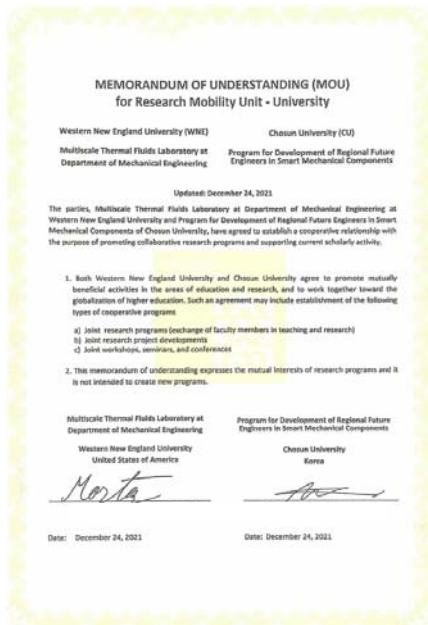 MEMORANDUM OF UNDERSTANDING (MOU)
for Research Mobility Unit - University
Western New England University (WNE)
Multiscale Thermal Fluids Laboratory at
Department of Mechanical Engineering
Chosun University (CU)
Program for Development of Regional Future
Engineers in Smart Mechanical Components
Updated: December 24, 2021
The parties, Multiscale Thermal Fluids Laboratory at Department of Mechanical Engineering at
Western New England University and Program for Development of Regional Future Engineers in Smart
Mechanical Components of Chosun University, have agreed to establish a cooperative relationship with
the purpose of promoting collaborative research programs and supporting current scholarly activity.
1. Both Western New England University and Chosun University agree to promote mutually
beneficial activities in the areas of education and research, and to work together toward the
globalization of higher education. Such an agreement may include establishment of the following
types of cooperative programs
a) Joint research programs (exchange of faculty members in teaching and research)
b) Joint research project developments
c) Joint workshops, seminars, and conferences
2. This memorandum of understanding expresses the mutual interests of research programs and it
is not intended to create new programs.
Multiscale Thermal Fluids Laboratory at
Department of Mechanical Engineering
Western New England University
United States of America
Date: December 24, 2021
Program for Development of Regional Future
Engineers in Smart Mechanical Components
Chosun University
Korea
Date: December 24, 2021